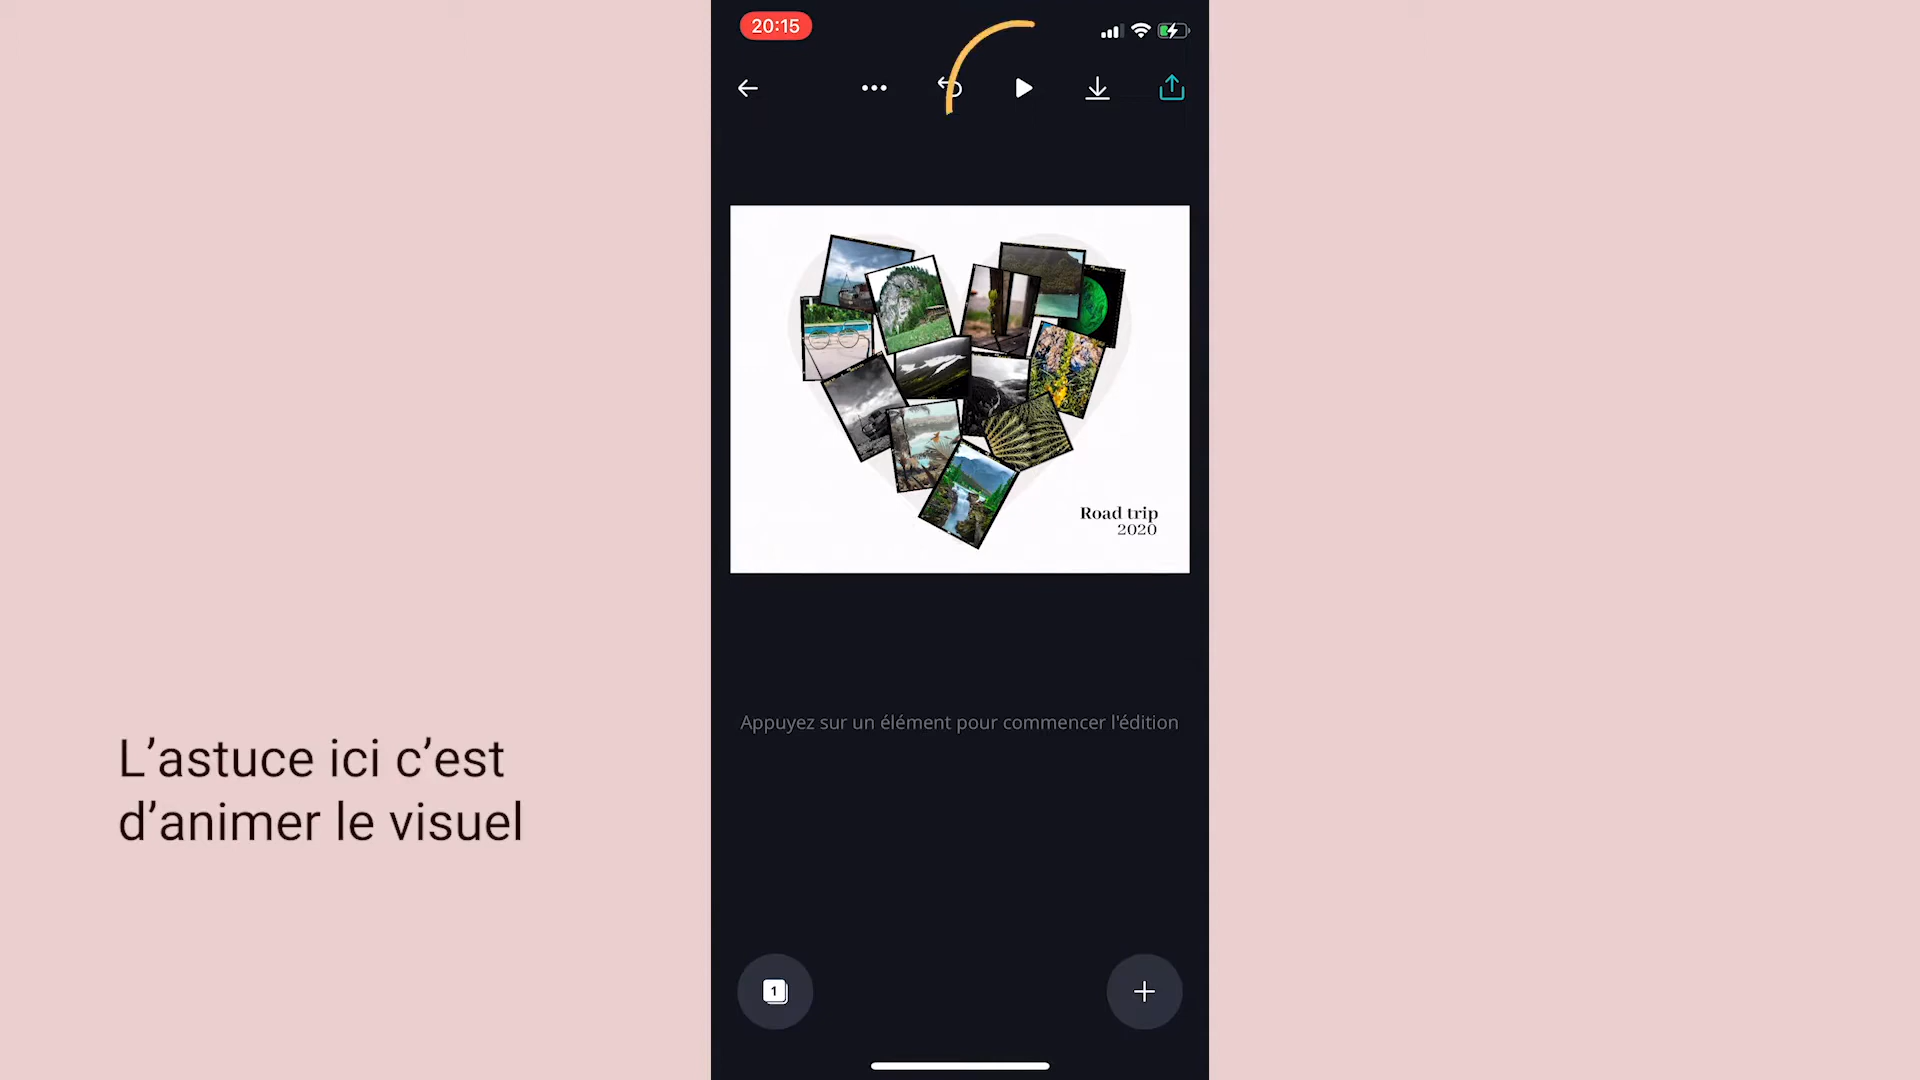 20:15
Road trip
2020
Appuyez sur un élément pour commencer l'édition
L’astuce ici c’est
d’animer le visuel
1